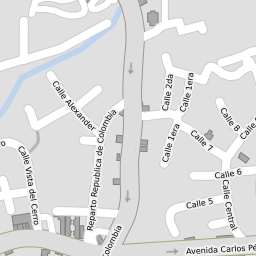 Calle 2da
Calle 1era
Calle Alexander
Calle 8
Calle 1era
Calle 7
Reparto Republica de Colombia
Calle Vista del Cerro
Calle 6
Calle 5
Calle Central
Colombia
Avenida Carlos Pé